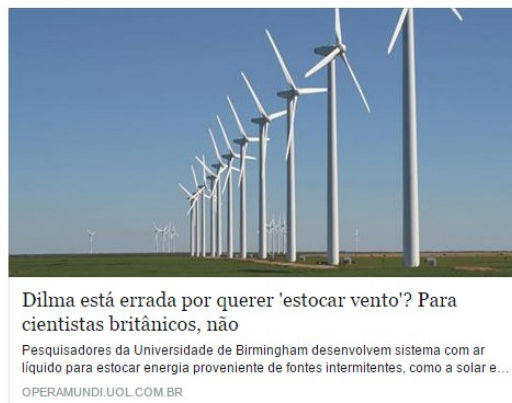 Dilma está errada por querer 'estocar vento'? Para
cientistas britânicos, não
Pesquisadores da Universidade de Birmingham desenvolvem sistema com ar
líquido para estocar energia proveniente de fontes intermitentes, como a solar e...
OPERAMUNDI.UOL.COM.BR